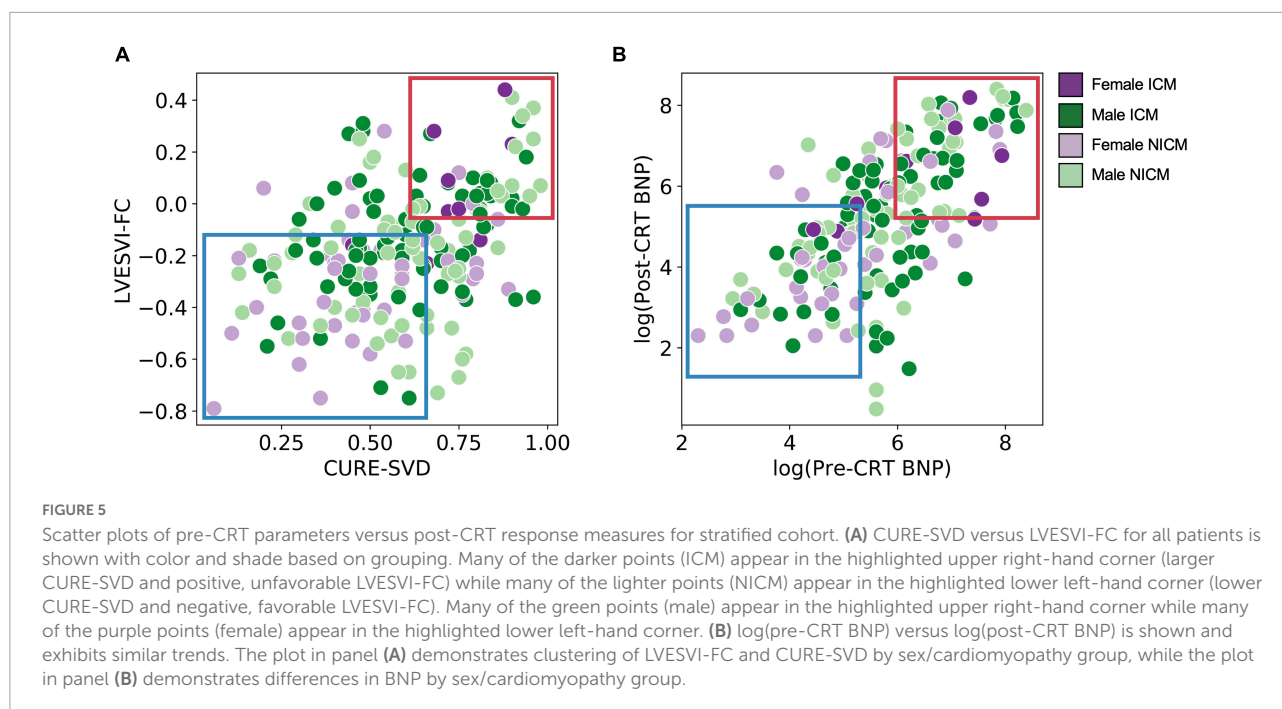 A
B
0.4
0.2
0.0
−0.2
−0.4
−0.6
−0.8
LVESVI-FC
0.25
0.50
0.75
1.00
CURE-SVD
8
6
4
2
log(Post-CRT BNP)
2
4
6
8
log(Pre-CRT BNP)
Female ICM
Male ICM
Female NICM
Male NICM
FIGURE 5
Scatter plots of pre-CRT parameters versus post-CRT response measures for stratified cohort. (A) CURE-SVD versus LVESVI-FC for all patients is
shown with color and shade based on grouping. Many of the darker points (ICM) appear in the highlighted upper right-hand corner (larger
CURE-SVD and positive, unfavorable LVESVI-FC) while many of the lighter points (NICM) appear in the highlighted lower left-hand corner (lower
CURE-SVD and negative, favorable LVESVI-FC). Many of the green points (male) appear in the highlighted upper right-hand corner while many
of the purple points (female) appear in the highlighted lower left-hand corner. (B) log(pre-CRT BNP) versus log(post-CRT BNP) is shown and
exhibits similar trends. The plot in panel (A) demonstrates clustering of LVESVI-FC and CURE-SVD by sex/cardiomyopathy group, while the plot
in panel (B) demonstrates differences in BNP by sex/cardiomyopathy group.